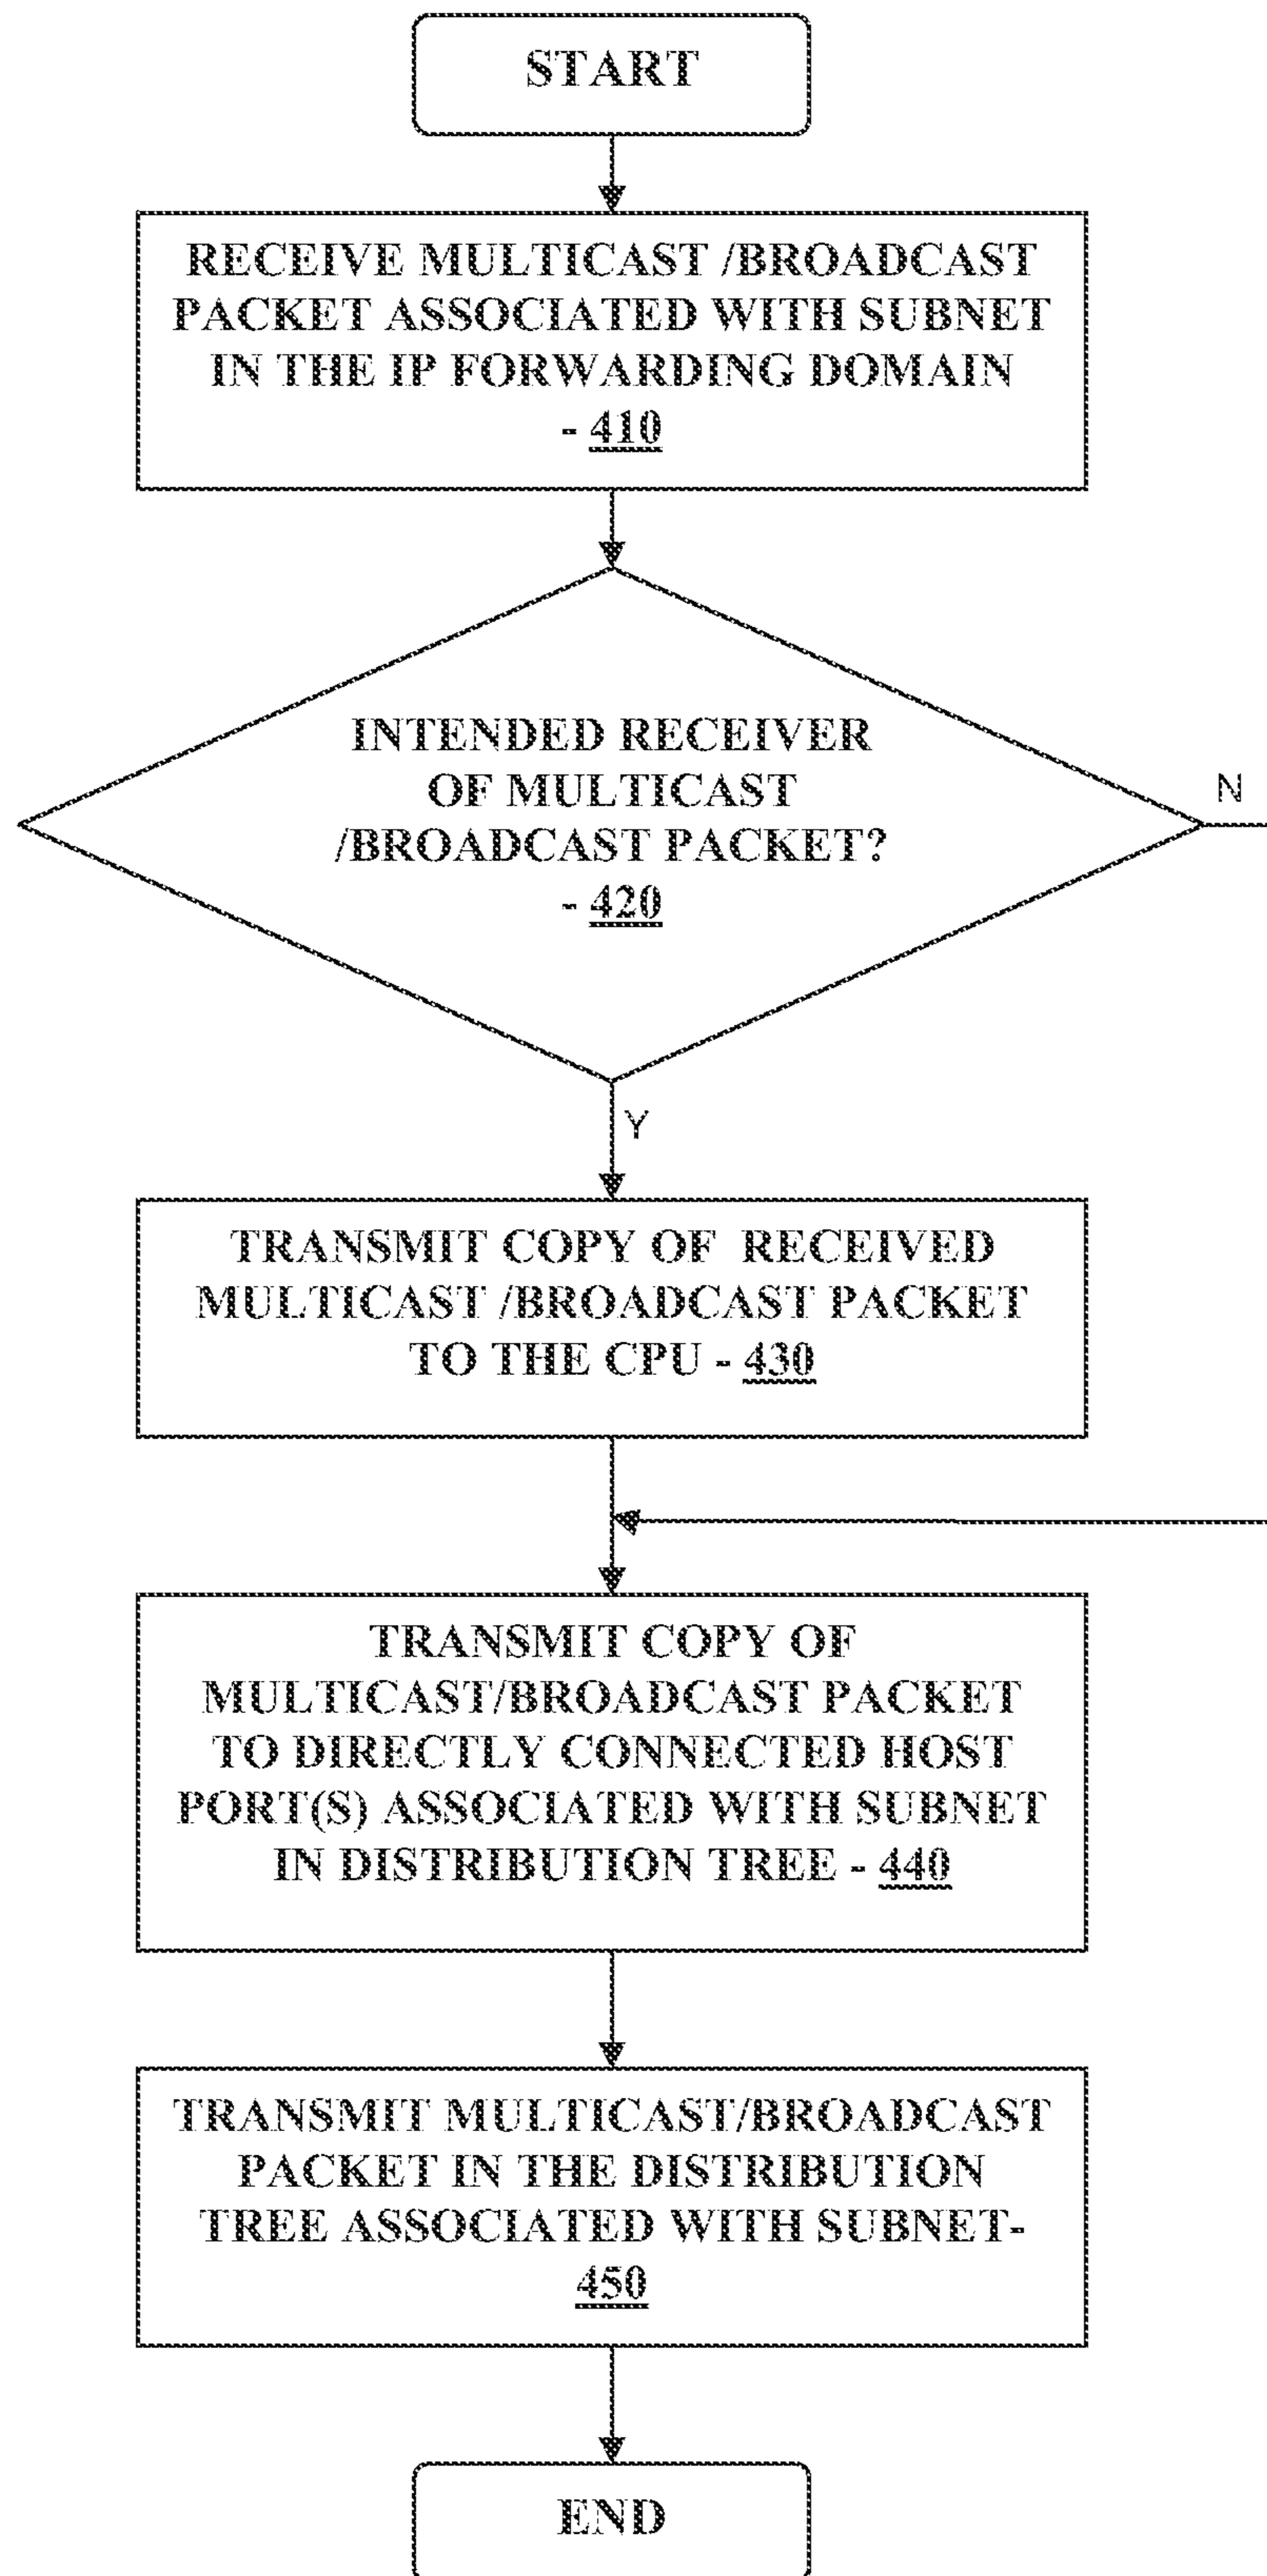 START
RECEIVE MULTICAST /BROADCAST
PACKET ASSOCIATED WITH SUBNET
IN THE IP FORWARDING DOMAIN
- 410
INTENDED RECEIVER
OF MULTICAST
/BROADCAST PACKET?
- 420
N
Y
TRANSMIT COPY OF RECEIVED
MULTICAST /BROADCAST PACKET
TO THE CPU - 430
TRANSMIT COPY OF
MULTICAST/BROADCAST PACKET
TO DIRECTLY CONNECTED HOST
PORT(S) ASSOCIATED WITH SUBNET
IN DISTRIBUTION TREE - 440
TRANSMIT MULTICAST/BROADCAST
PACKET IN THE DISTRIBUTION
TREE ASSOCIATED WITH SUBNET-
450
END